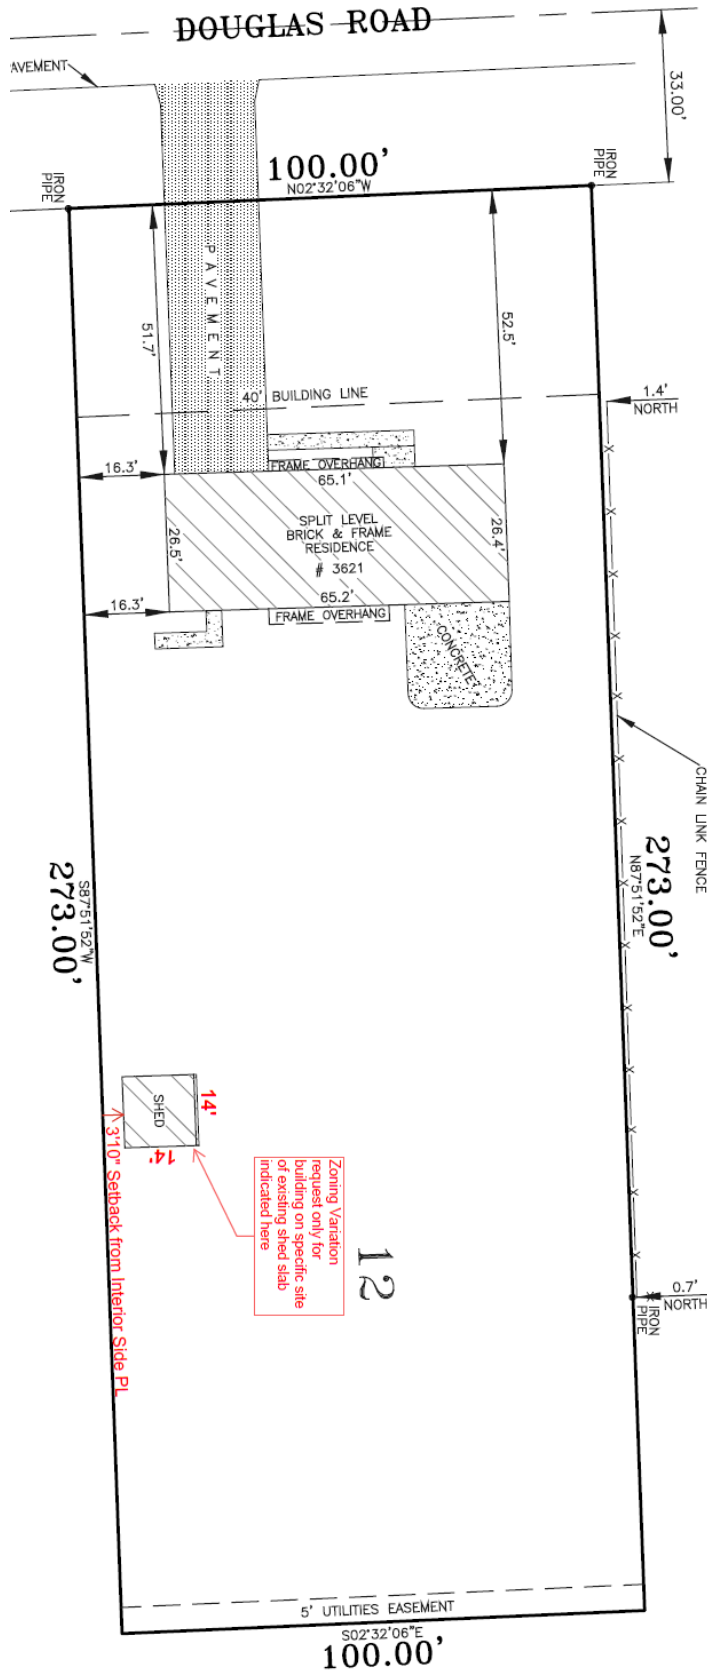 DOUGLAS ROAD
PAVEMENT
33.00'
IRON
PIPE
100.00'
N02°32'06"W
IRON
PIPE
PAVEMENT
51.7'
52.5'
40' BUILDING LINE
1.4'
NORTH
FRAME OVERHANG
16.3'
65.1'
26.5'
SPLIT LEVEL
BRICK & FRAME
RESIDENCE
# 3621
26.4'
65.2'
16.3'
FRAME OVERHANG
CONCRETE
CHAIN LINK FENCE
273.00'
N87°51'52"E
273.00'
S87°51'52"W
SHED
14'
14'
3'10" Setback from Interior Side PL
Zoning Variation
request only for
building on specific site
of existing shed slab
indicated here
12
0.7'
NORTH
IRON
PIPE
5' UTILITIES EASEMENT
S02°32'06"E
100.00'